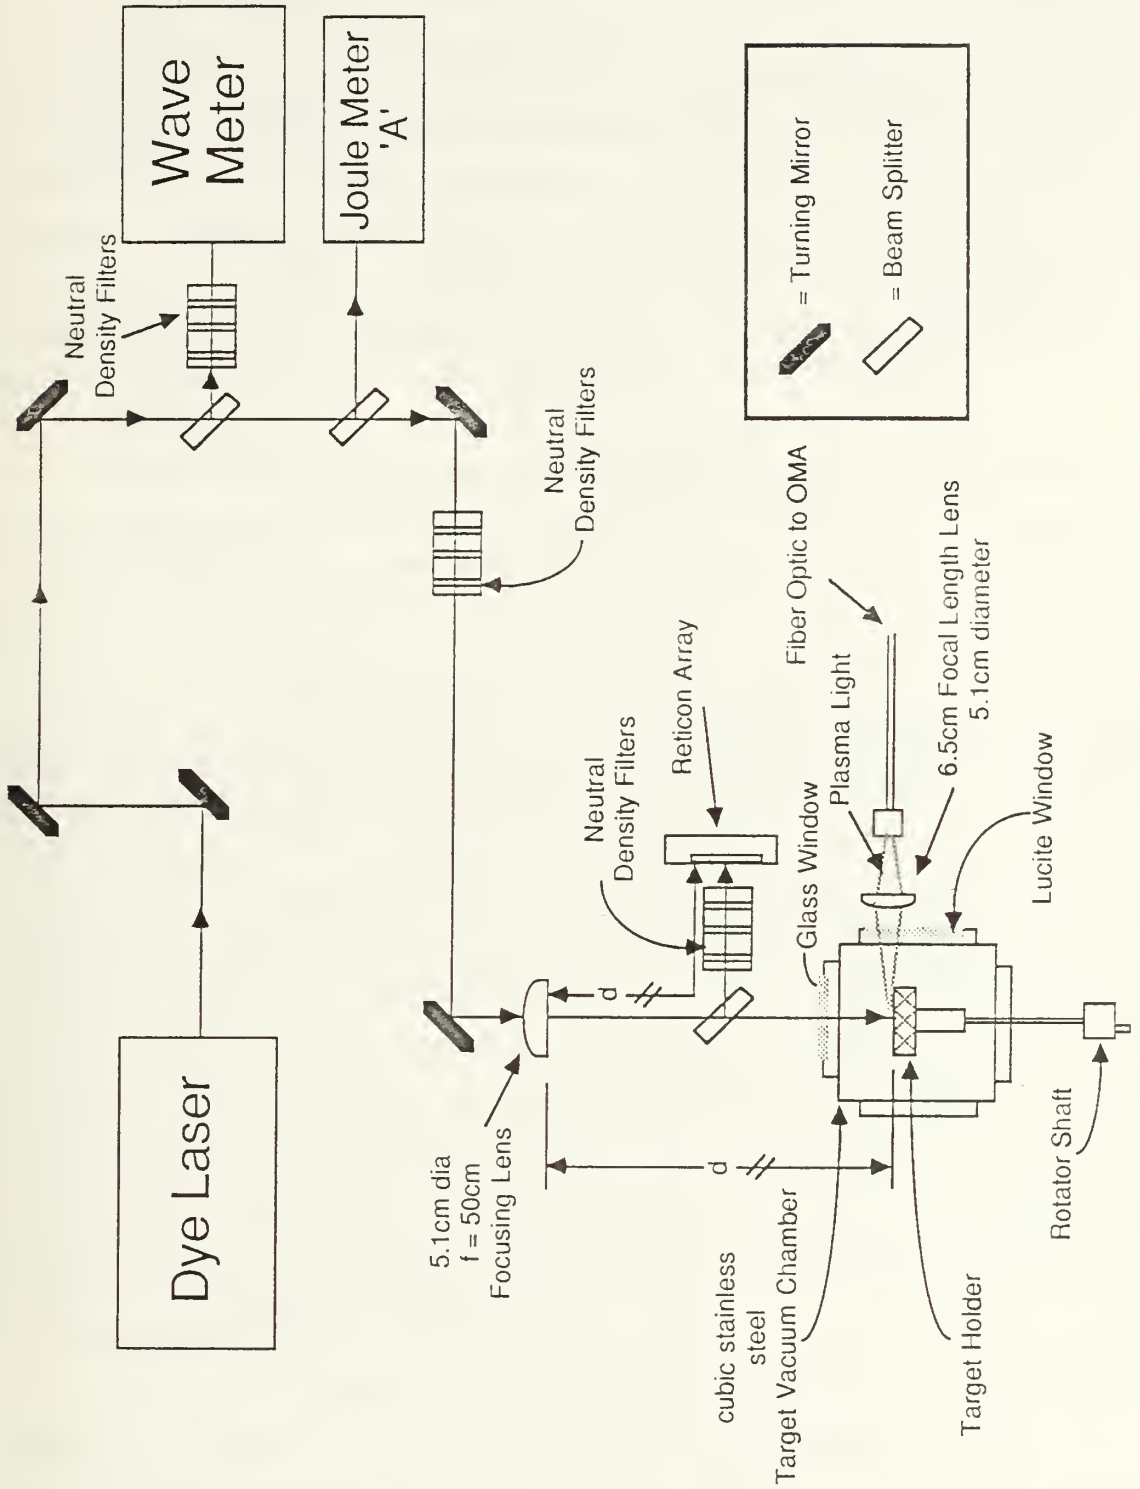 Dye Laser
Wave
Meter
Joule Meter
'A'
Neutral
Density Filters
Neutral
Density Filters
5.1cm dia
f = 50cm
Focusing Lens
d
d
Neutral
Density Filters
Reticon Array
= Turning Mirror
= Beam Splitter
cubic stainless
steel
Target Vacuum Chamber
Glass Window
Plasma Light
Fiber Optic to OMA
6.5cm Focal Length Lens
5.1cm diameter
Lucite Window
Target Holder
Rotator Shaft